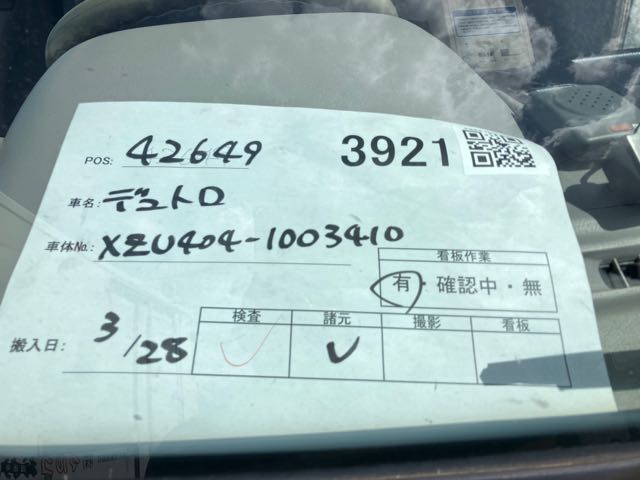 POS: 42649 3921
車名: デュトロ
車体No.: XZU404-1003410
看板作業
有・確認中・無
検査 諸元 撮影 看板
搬入日: 3/28 ✓ ✓